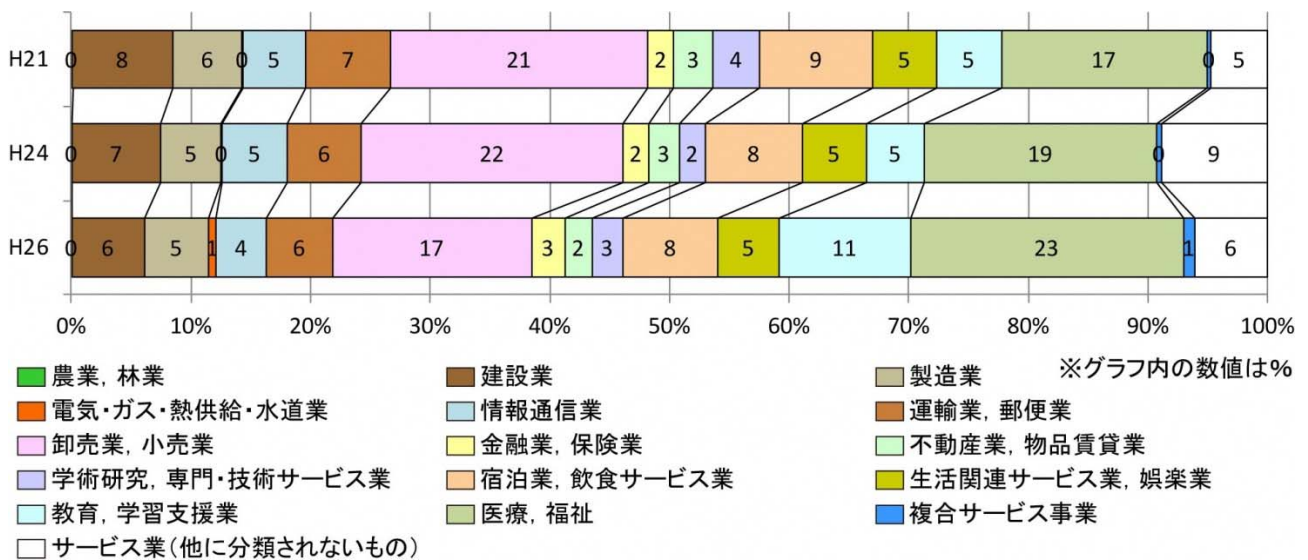 H21 0 8 6 0 5 7 21 2 3 4 9 5 5 17 0 5
H24 0 7 5 0 5 6 22 2 3 2 8 5 5 19 0 9
H26 0 6 5 1 4 6 17 3 2 3 8 5 11 23 1 6
0% 10% 20% 30% 40% 50% 60% 70% 80% 90% 100%
※グラフ内の数値は%
農業, 林業 建設業 製造業
電気・ガス・熱供給・水道業 情報通信業 運輸業, 郵便業
卸売業, 小売業 金融業, 保険業 不動産業, 物品賃貸業
学術研究, 専門・技術サービス業 宿泊業, 飲食サービス業 生活関連サービス業, 娯楽業
教育, 学習支援業 医療, 福祉 複合サービス事業
サービス業(他に分類されないもの)